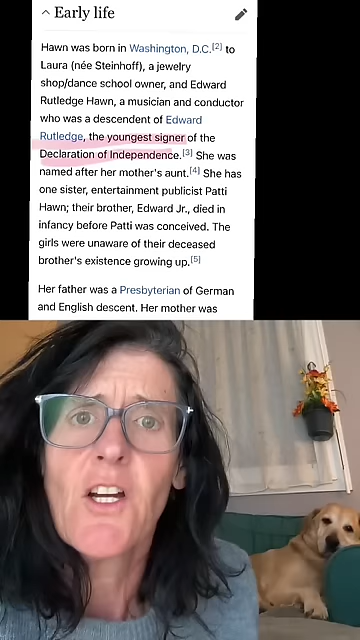 Early life
Hawn was born in Washington, D.C.[2] to
Laura (née Steinhoff), a jewelry
shop/dance school owner, and Edward
Rutledge Hawn, a musician and conductor
who was a descendant of Edward
Rutledge, the youngest signer of the
Declaration of Independence.[3] She was
named after her mother's aunt.[4] She has
one sister, entertainment publicist Patti
Hawn; their brother, Edward Jr., died in
infancy before Patti was conceived. The
girls were unaware of their deceased
brother's existence growing up.[5]
Her father was a Presbyterian of German
and English descent. Her mother was